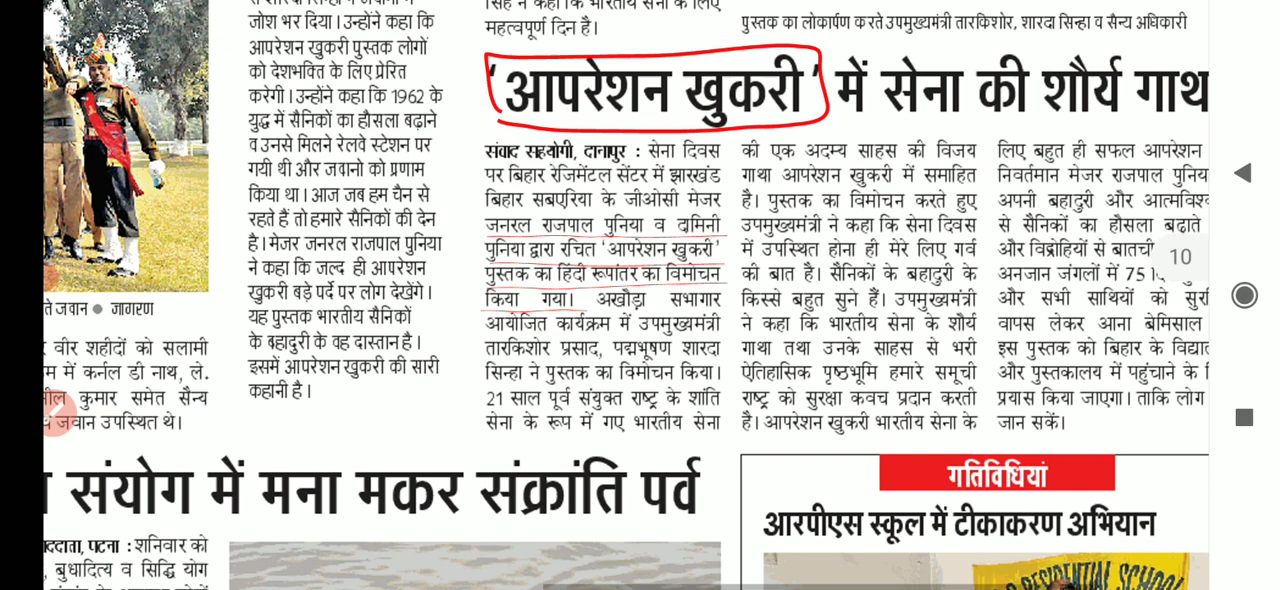 जोश भर दिया। उन्होंने कहा कि
आपरेशन खुकरी पुस्तक लोगों
को देशभक्ति के लिए प्रेरित
करेगी। उन्होंने कहा कि 1962 के
युद्ध में सैनिकों का हौसला बढ़ाने
व उनसे मिलने रेलवे स्टेशन पर
गयी थी और जवानो को प्रणाम
किया था। आज जब हम चैन से
रहते हैं तो हमारे सैनिकों की देन
है। मेजर जनरल राजपाल पुनिया
ने कहा कि जल्द ही आपरेशन
खुकरी बड़े पर्दे पर लोग देखेंगे।
यह पुस्तक भारतीय सैनिकों
के बहादुरी के वह दास्तान है।
इसमें आपरेशन खुकरी की सारी
कहानी है।
ते जवान ● जागरण
वीर शहीदों को सलामी
म में कर्नल डी नाथ, ले.
कुमार समेत सैन्य
जवान उपस्थित थे।
सिंह ने कहा कि भारतीय सेना के लिए
महत्वपूर्ण दिन है।
पुस्तक का लोकार्पण करते उपमुख्यमंत्री तारकिशोर, शारदा सिन्हा व सैन्य अधिकारी
'आपरेशन खुकरी' में सेना की शौर्य गाथ
संवाद सहयोगी, दानापुर : सेना दिवस
पर बिहार रेजिमेंटल सेंटर में झारखंड
बिहार सबएरिया के जीओसी मेजर
जनरल राजपाल पुनिया व दामिनी
पुनिया द्वारा रचित 'आपरेशन खुकरी'
पुस्तक का हिंदी रूपांतर का विमोचन
किया गया। अखौड़ा सभागार
आयोजित कार्यक्रम में उपमुख्यमंत्री
तारकिशोर प्रसाद, पद्मभूषण शारदा
सिन्हा ने पुस्तक का विमोचन किया।
21 साल पूर्व संयुक्त राष्ट्र के शांति
सेना के रूप में गए भारतीय सेना
की एक अदम्य साहस की विजय
गाथा आपरेशन खुकरी में समाहित
है। पुस्तक का विमोचन करते हुए
उपमुख्यमंत्री ने कहा कि सेना दिवस
में उपस्थित होना ही मेरे लिए गर्व
की बात है। सैनिकों के बहादुरी के
किस्से बहुत सुने हैं। उपमुख्यमंत्री
ने कहा कि भारतीय सेना के शौर्य
गाथा तथा उनके साहस से भरी
ऐतिहासिक पृष्ठभूमि हमारे समूची
राष्ट्र को सुरक्षा कवच प्रदान करती
है। आपरेशन खुकरी भारतीय सेना के
लिए बहुत ही सफल आपरेशन
निवर्तमान मेजर राजपाल पुनिय
अपनी बहादुरी और आत्मविश्व
से सैनिकों का हौसला बढाते
और विद्रोहियों से बातची
अनजान जंगलों में 75
और सभी साथियों को सुर
वापस लेकर आना बेमिसाल
इस पुस्तक को बिहार के विद्या
और पुस्तकालय में पहुंचाने के
प्रयास किया जाएगा। ताकि लोग
जान सकें।
10
संयोग में मना मकर संक्रांति पर्व
पटना : शनिवार को
बुधादित्य व सिद्धि योग
गतिविधियां
आरपीएस स्कूल में टीकाकरण अभियान
RESIDENTIAL SCHOOL